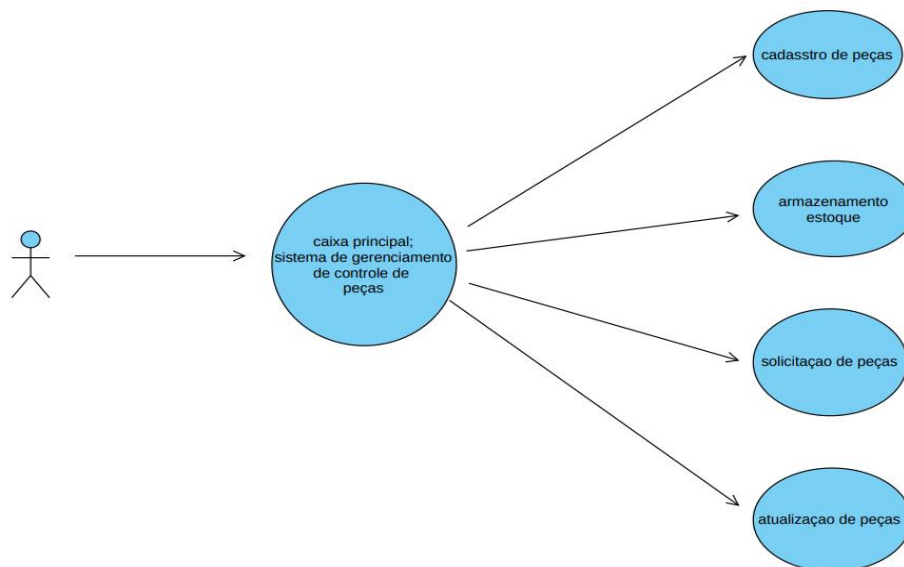 cadasstro de peças
armazenamento
estoque
caixa principal;
sistema de gerenciamento
de controle de
peças
solicitaçao de peças
atualizaçao de peças